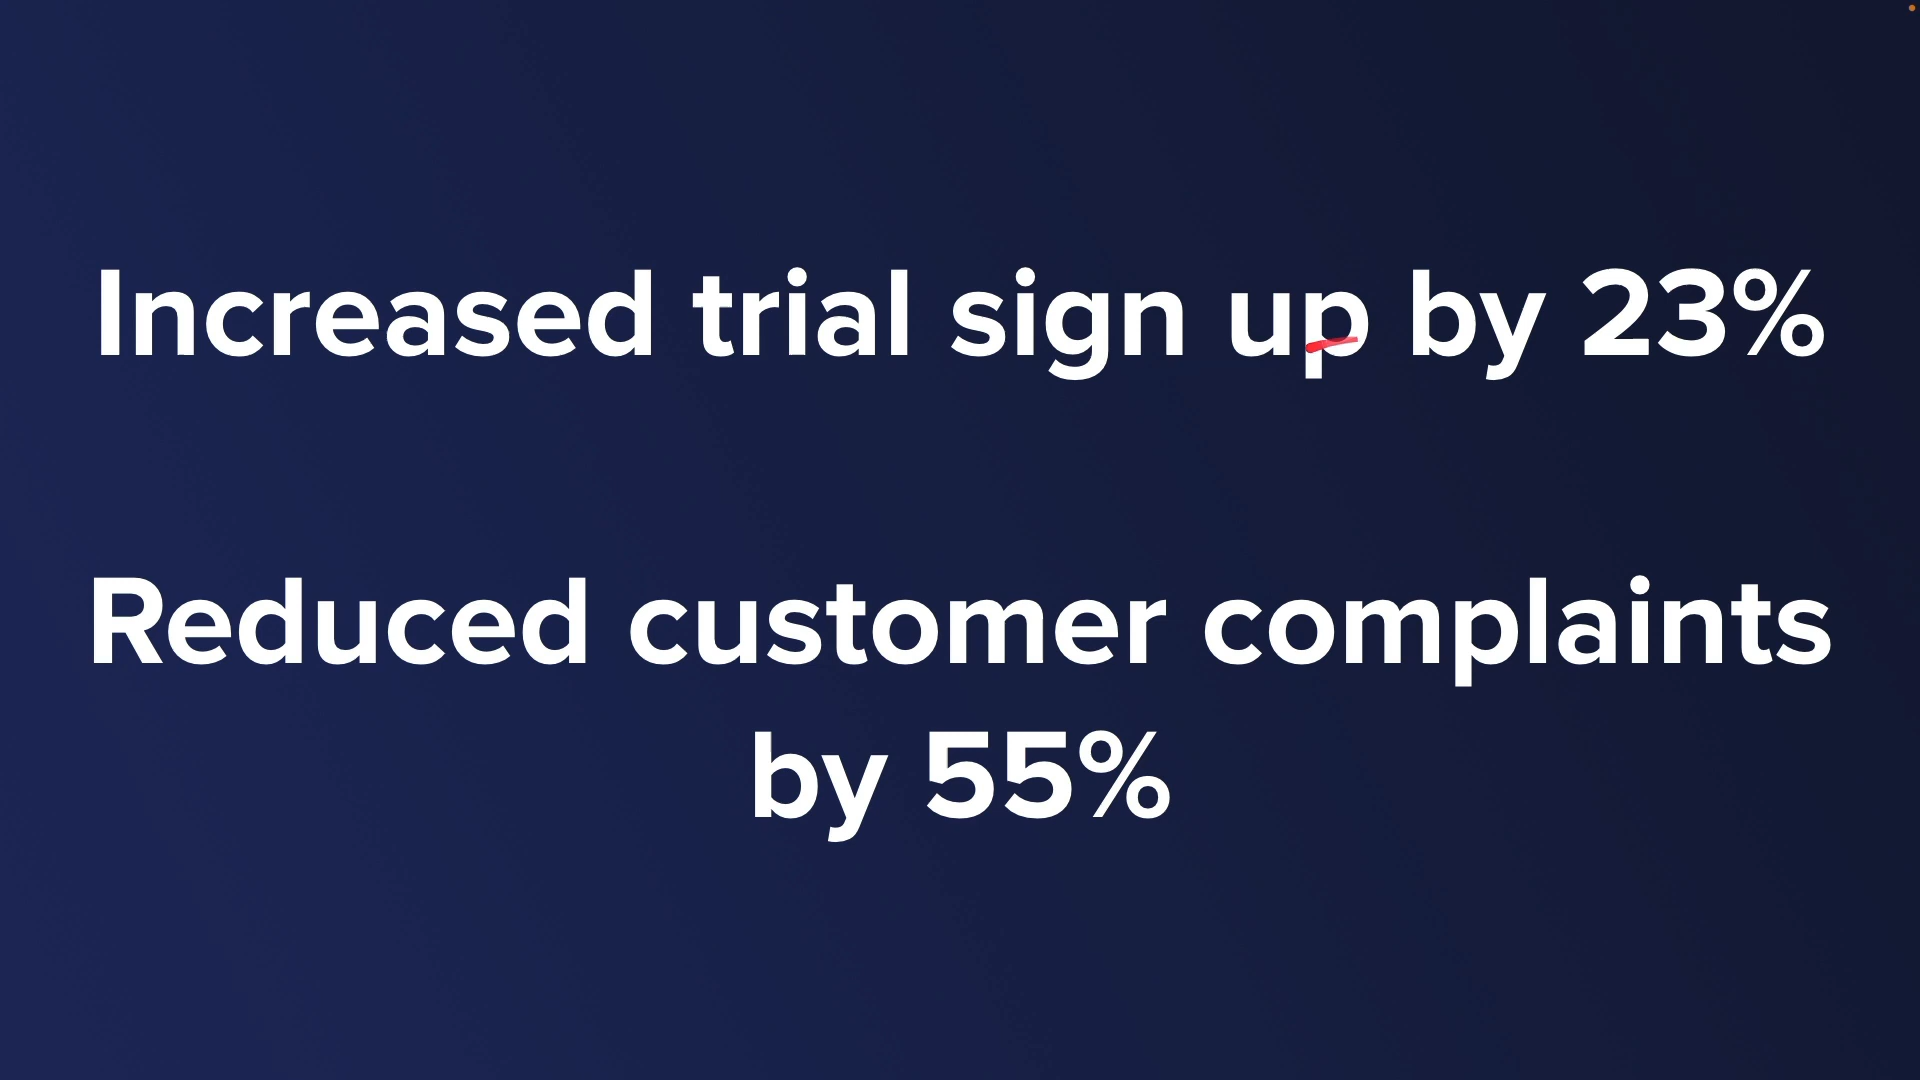 Increased trial sign up by 23%
Reduced customer complaints
by 55%